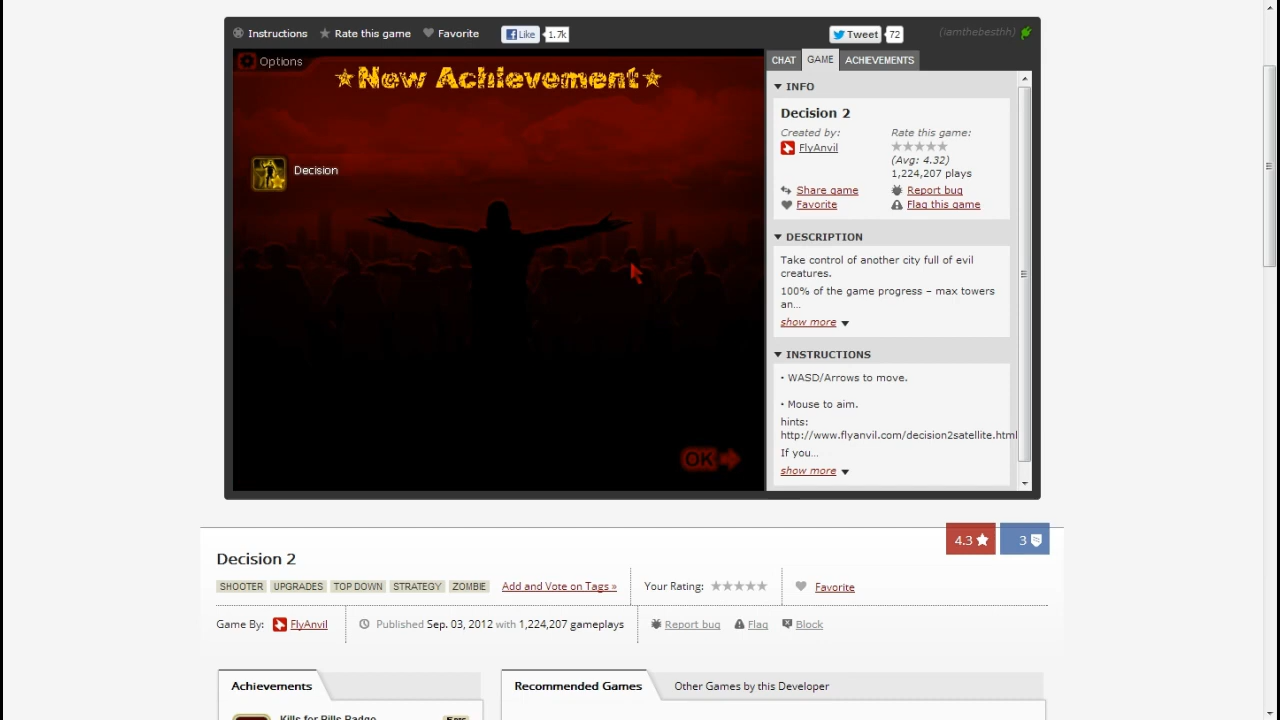 Instructions Rate this game Favorite Like 1.7k Tweet 72 (iamthebesthh)
Options
New Achievement
Decision
OK
CHAT GAME ACHIEVEMENTS
INFO
Decision 2
Created by: Rate this game:
FlyAnvil
(Avg: 4.32)
1,224,207 plays
Share game Report bug
Favorite Flag this game
DESCRIPTION
Take control of another city full of evil
creatures.
100% of the game progress – max towers
an...
show more
INSTRUCTIONS
• WASD/Arrows to move.
• Mouse to aim.
hints:
http://www.flyanvil.com/decision2satellite.html
If you...
show more
4.3 3
Decision 2
SHOOTER UPGRADES TOP DOWN STRATEGY ZOMBIE Add and Vote on Tags » Your Rating: Favorite
Game By: FlyAnvil Published Sep. 03, 2012 with 1,224,207 gameplays Report bug Flag Block
Achievements Recommended Games Other Games by this Developer
Kills for Pills Badge